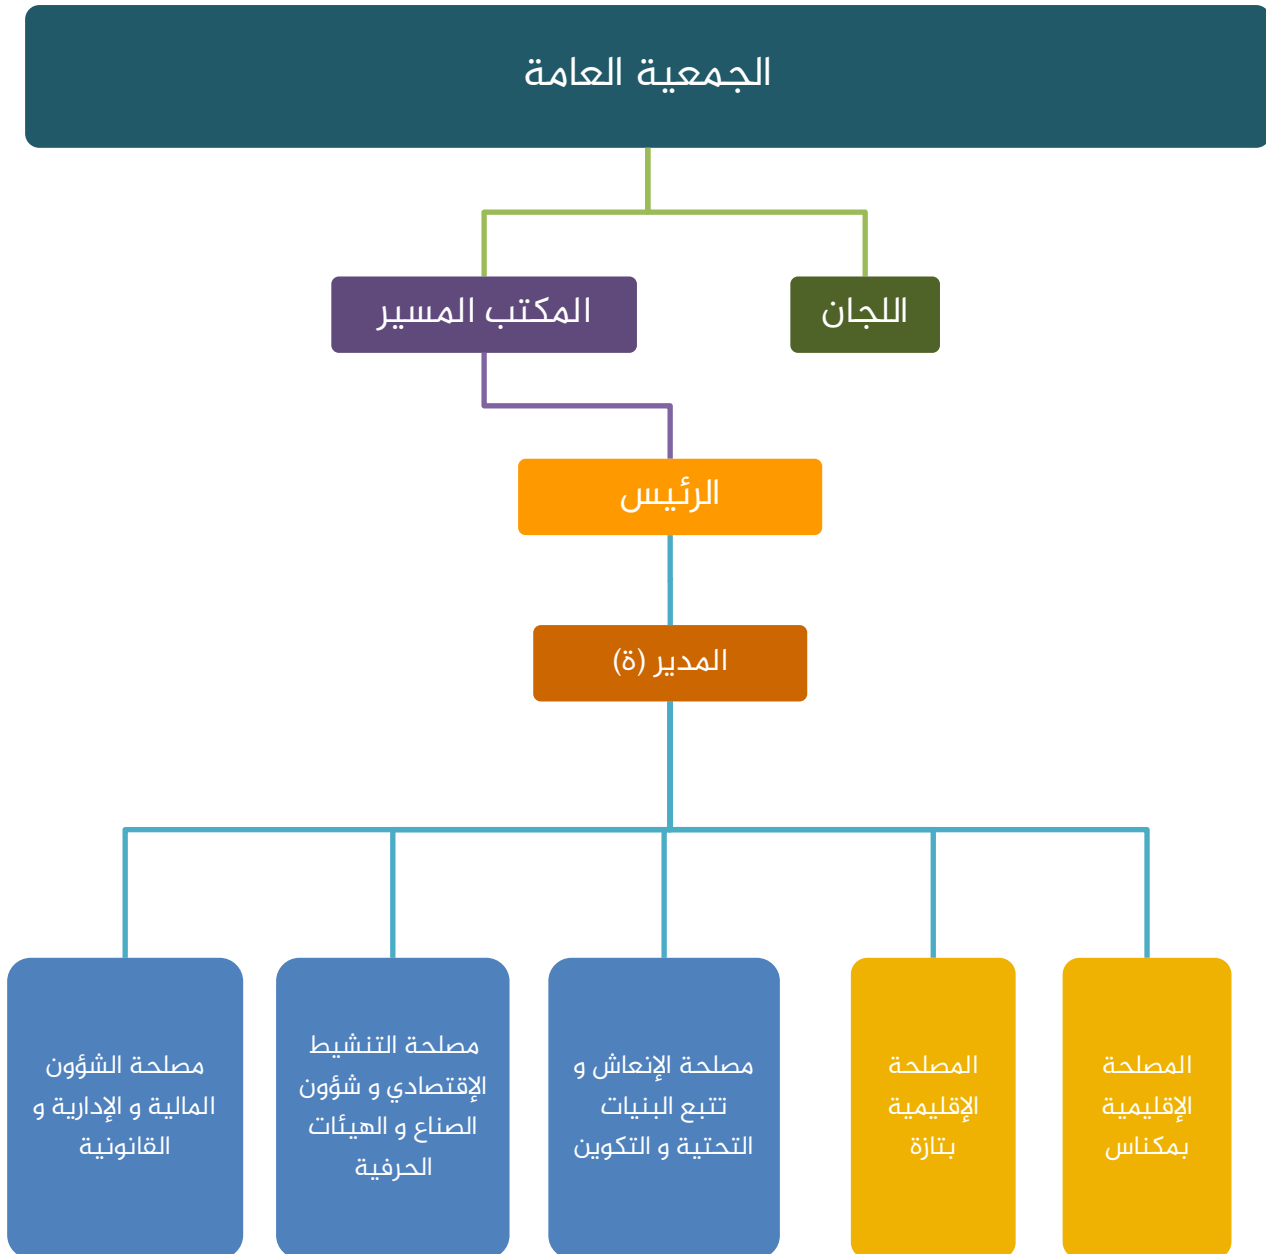 الجمعية العامة
اللجان
المكتب المسير
الرئيس
المدير (ة)
المصلحة
الإقليمية
بمكناس
المصلحة
الإقليمية
بتازة
مصلحة الإنعاش و
تتبع البنيات
التحتية و التكوين
مصلحة التنشيط
الإقتصادي و شؤون
الصناع و الهيئات
الحرفية
مصلحة الشؤون
المالية و الإدارية و
القانونية